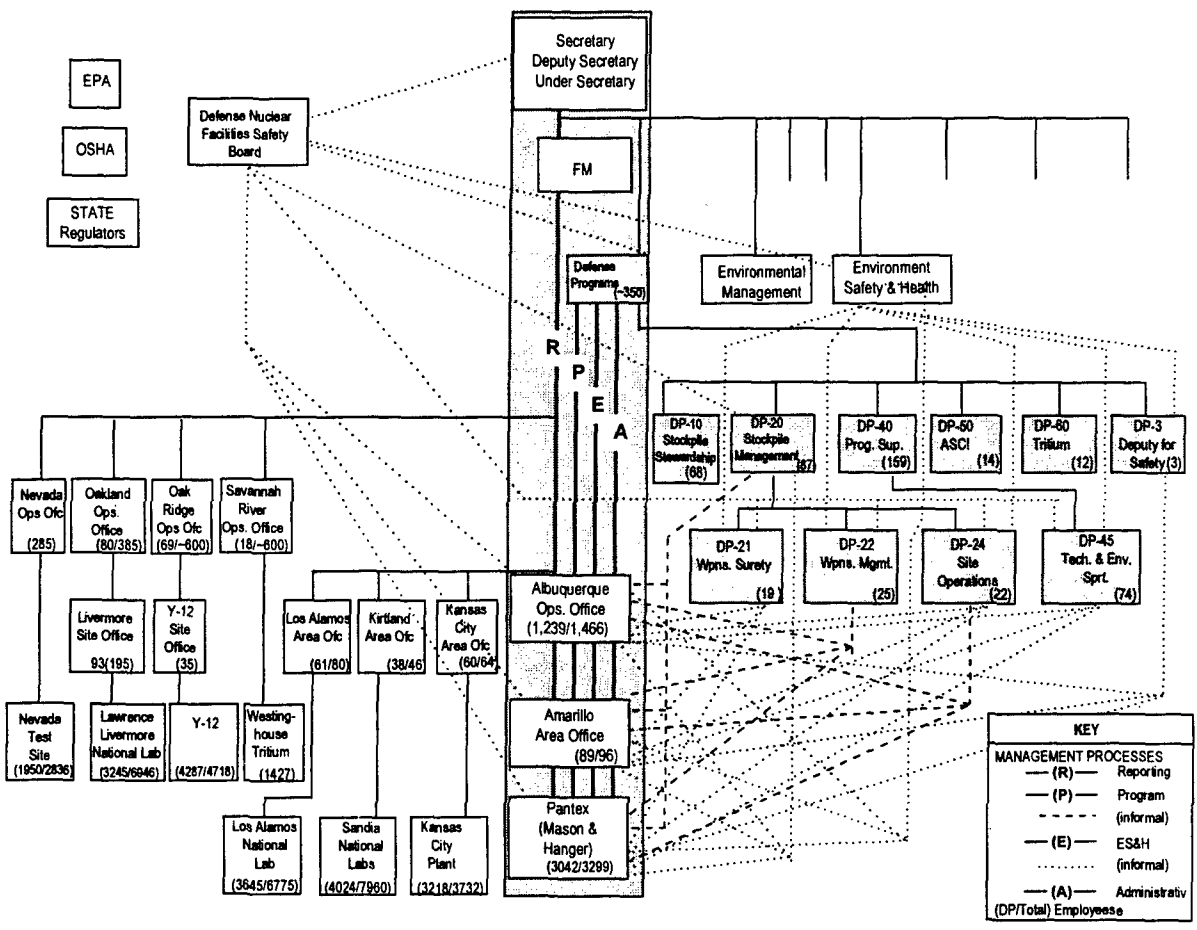 Secretary
Deputy Secretary
Under Secretary
EPA
Defense Nuclear
Facilities Safety
Board
OSHA
FM
STATE
Regulators
Defense
Programs
(~350)
Environmental
Management
Environment
Safety & Health
R
P
E
A
DP-10
Stockpile
Stewardship
(68)
DP-20
Stockpile
Management
(87)
DP-40
Prog. Sup.
(159)
DP-50
ASCI
(14)
DP-60
Tritium
(12)
DP-3
Deputy for
Safety (3)
Nevada
Ops Ofc
(285)
Oakland
Ops.
Office
(80/385)
Oak
Ridge
Ops Ofc
(69/~600)
Savannah
River
Ops. Office
(18/~600)
DP-21
Wpns. Surety
(19)
DP-22
Wpns. Mgmt.
(25)
DP-24
Site
Operations
(22)
DP-45
Tech. & Env.
Sprt.
(74)
Albuquerque
Ops. Office
(1,239/1,466)
Livermore
Site Office
93(195)
Y-12
Site
Office
(35)
Los Alamos
Area Ofc
(61/80)
Kirtland
Area Ofc
(38/46)
Kansas
City
Area Ofc
(60/64)
Nevada
Test
Site
(1950/2836)
Lawrence
Livermore
National Lab
(3245/6946)
Y-12
(4287/4718)
Westing-
house
Tritium
(1427)
Amarillo
Area Office
(89/96)
Los Alamos
National
Lab
(3645/6775)
Sandia
National
Labs
(4024/7960)
Kansas
City
Plant
(3218/3732)
Pantex
(Mason &
Hanger)
(3042/3299)
KEY
MANAGEMENT PROCESSES
(R) Reporting
(P) Program
(informal)
(E) ES&H
(informal)
(A) Administrativ
(DP/Total) Employeese